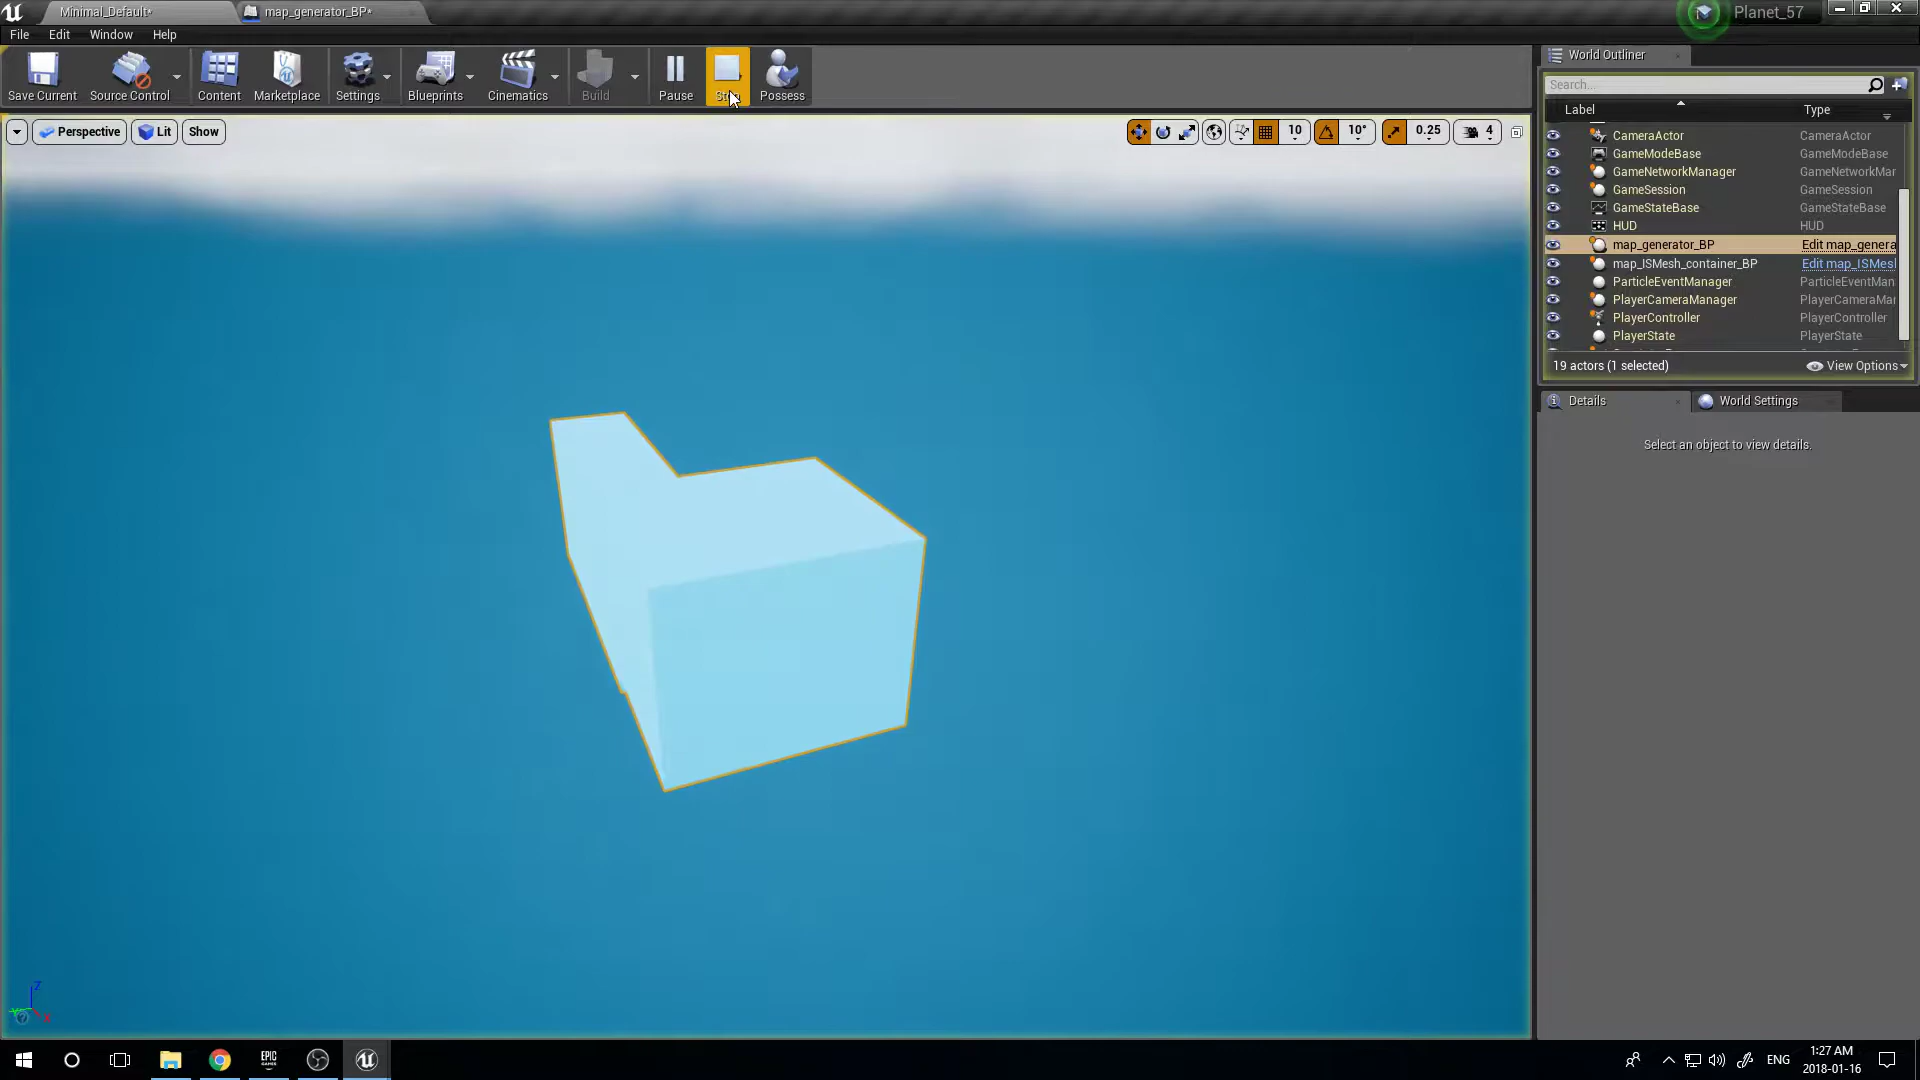 Minimal_Default*
map_generator_BP*
Planet_57
File Edit Window Help
Save Current
Source Control
Content
Marketplace
Settings
Blueprints
Cinematics
Build
Pause
Possess
Perspective
Lit
Show
10
10°
0.25
4
World Outliner
Search...
Label Type
CameraActor CameraActor
GameModeBase GameModeBase
GameNetworkManager GameNetworkMar
GameSession GameSession
GameStateBase GameStateBase
HUD HUD
map_generator_BP Edit map_genera
map_ISMesh_container_BP Edit map_ISMesl
ParticleEventManager ParticleEventMan
PlayerCameraManager PlayerCameraMar
PlayerController PlayerController
PlayerState PlayerState
19 actors (1 selected)
View Options
Details
World Settings
Select an object to view details.
Z
X
EPIC GAMES
ENG
1:27 AM
2018-01-16